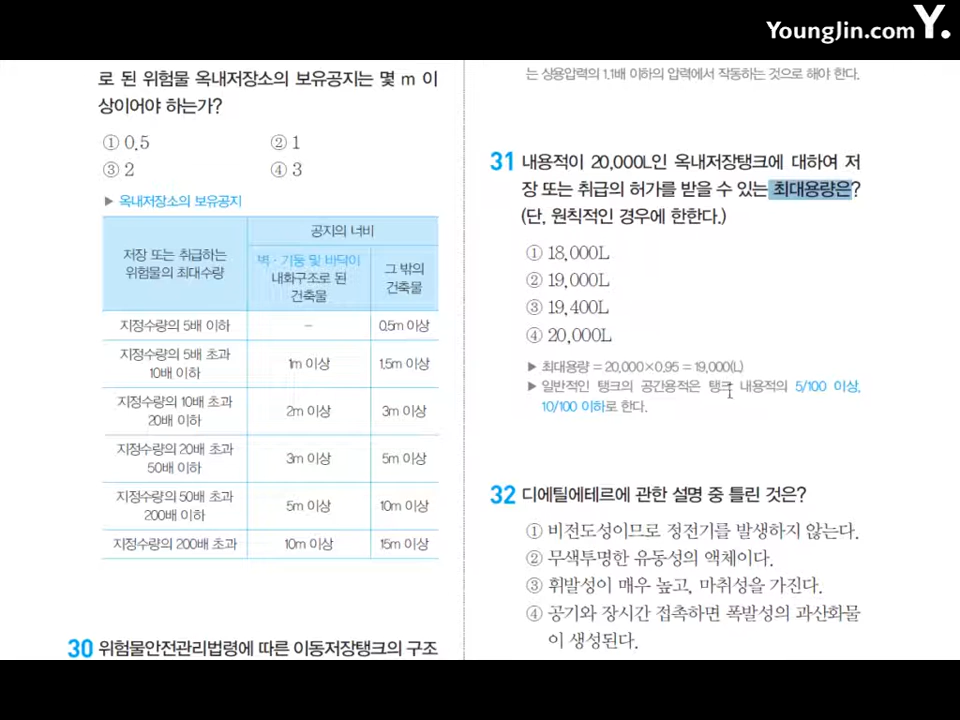 YoungJin.com Y.
로 된 위험물 옥내저장소의 보유공지는 몇 m 이
상이어야 하는가?
① 0.5 ② 1
③ 2 ④ 3
▶ 옥내저장소의 보유공지
저장 또는 취급하는
위험물의 최대수량
공지의 너비
벽·기둥 및 바닥이
내화구조로 된
건축물
그 밖의
건축물
지정수량의 5배 이하 – 0.5m 이상
지정수량의 5배 초과
10배 이하
1m 이상 1.5m 이상
지정수량의 10배 초과
20배 이하
2m 이상 3m 이상
지정수량의 20배 초과
50배 이하
3m 이상 5m 이상
지정수량의 50배 초과
200배 이하
5m 이상 10m 이상
지정수량의 200배 초과 10m 이상 15m 이상
30 위험물안전관리법령에 따른 이동저장탱크의 구조
는 상용압력의 1.1배 이하의 압력에서 작동하는 것으로 해야 한다.
31 내용적이 20,000L인 옥내저장탱크에 대하여 저
장 또는 취급의 허가를 받을 수 있는 최대용량은?
(단, 원칙적인 경우에 한한다.)
① 18,000L
② 19,000L
③ 19,400L
④ 20,000L
▶ 최대용량 = 20,000×0.95 = 19,000(L)
▶ 일반적인 탱크의 공간용적은 탱크 내용적의 5/100 이상,
10/100 이하로 한다.
32 디에틸에테르에 관한 설명 중 틀린 것은?
① 비전도성이므로 정전기를 발생하지 않는다.
② 무색투명한 유동성의 액체이다.
③ 휘발성이 매우 높고, 마취성을 가진다.
④ 공기와 장시간 접촉하면 폭발성의 과산화물
이 생성된다.